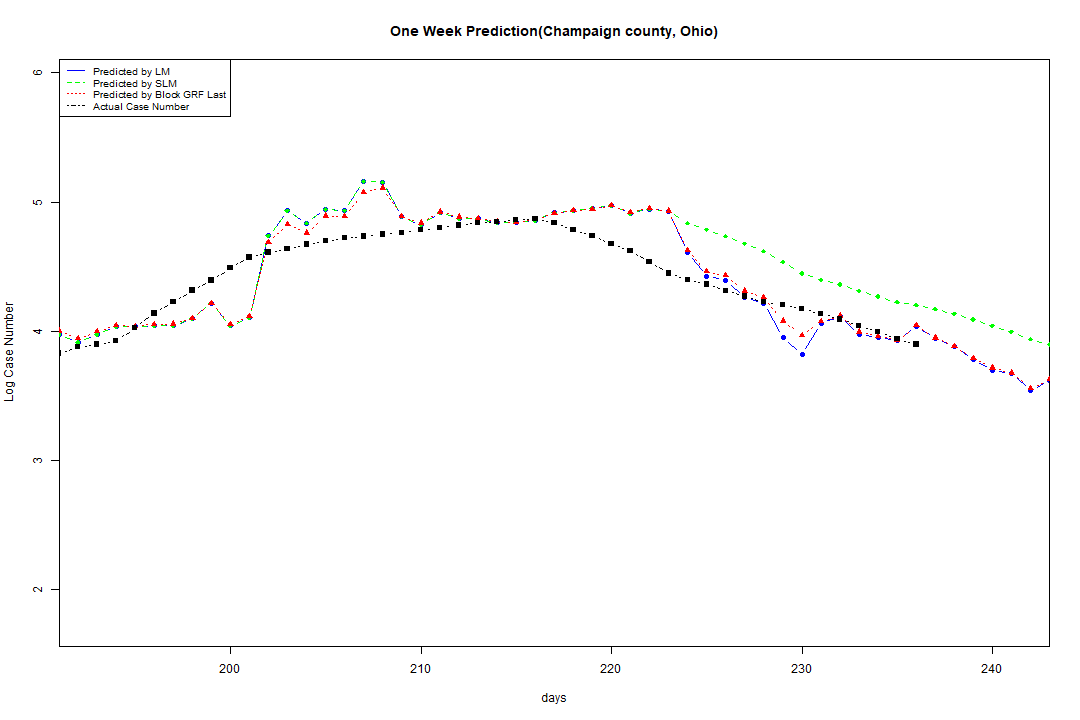 One Week Prediction(Champaign county, Ohio)
Predicted by LM
Predicted by SLM
Predicted by Block GRF Last
Actual Case Number
6
5
4
3
2
Log Case Number
200 210 220 230 240
days